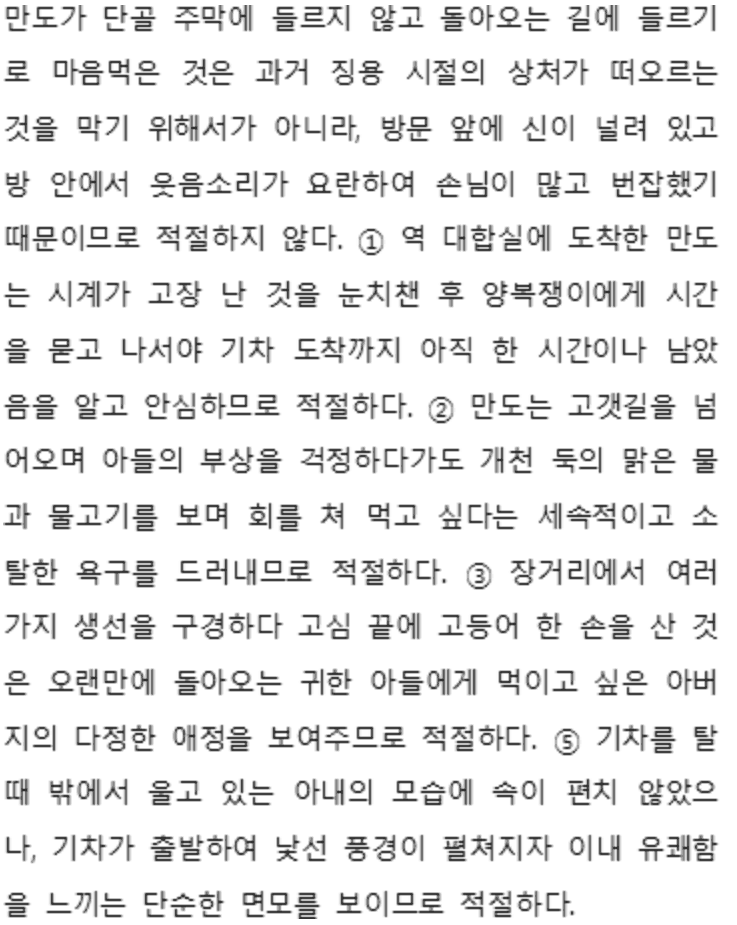 만도가 단골 주막에 들르지 않고 돌아오는 길에 들르기
로 마음먹은 것은 과거 징용 시절의 상처가 떠오르는
것을 막기 위해서가 아니라, 방문 앞에 신이 널려 있고
방 안에서 웃음소리가 요란하여 손님이 많고 번잡했기
때문이므로 적절하지 않다. ① 역 대합실에 도착한 만도
는 시계가 고장 난 것을 눈치챈 후 양복쟁이에게 시간
을 묻고 나서야 기차 도착까지 아직 한 시간이나 남았
음을 알고 안심하므로 적절하다. ② 만도는 고갯길을 넘
어오며 아들의 부상을 걱정하다가도 개천 둑의 맑은 물
과 물고기를 보며 회를 쳐 먹고 싶다는 세속적이고 소
탈한 욕구를 드러내므로 적절하다. ③ 장거리에서 여러
가지 생선을 구경하다 고심 끝에 고등어 한 손을 산 것
은 오랜만에 돌아오는 귀한 아들에게 먹이고 싶은 아버
지의 다정한 애정을 보여주므로 적절하다. ⑤ 기차를 탈
때 밖에서 울고 있는 아내의 모습에 속이 편치 않았으
나, 기차가 출발하여 낯선 풍경이 펼쳐지자 이내 유쾌함
을 느끼는 단순한 면모를 보이므로 적절하다.